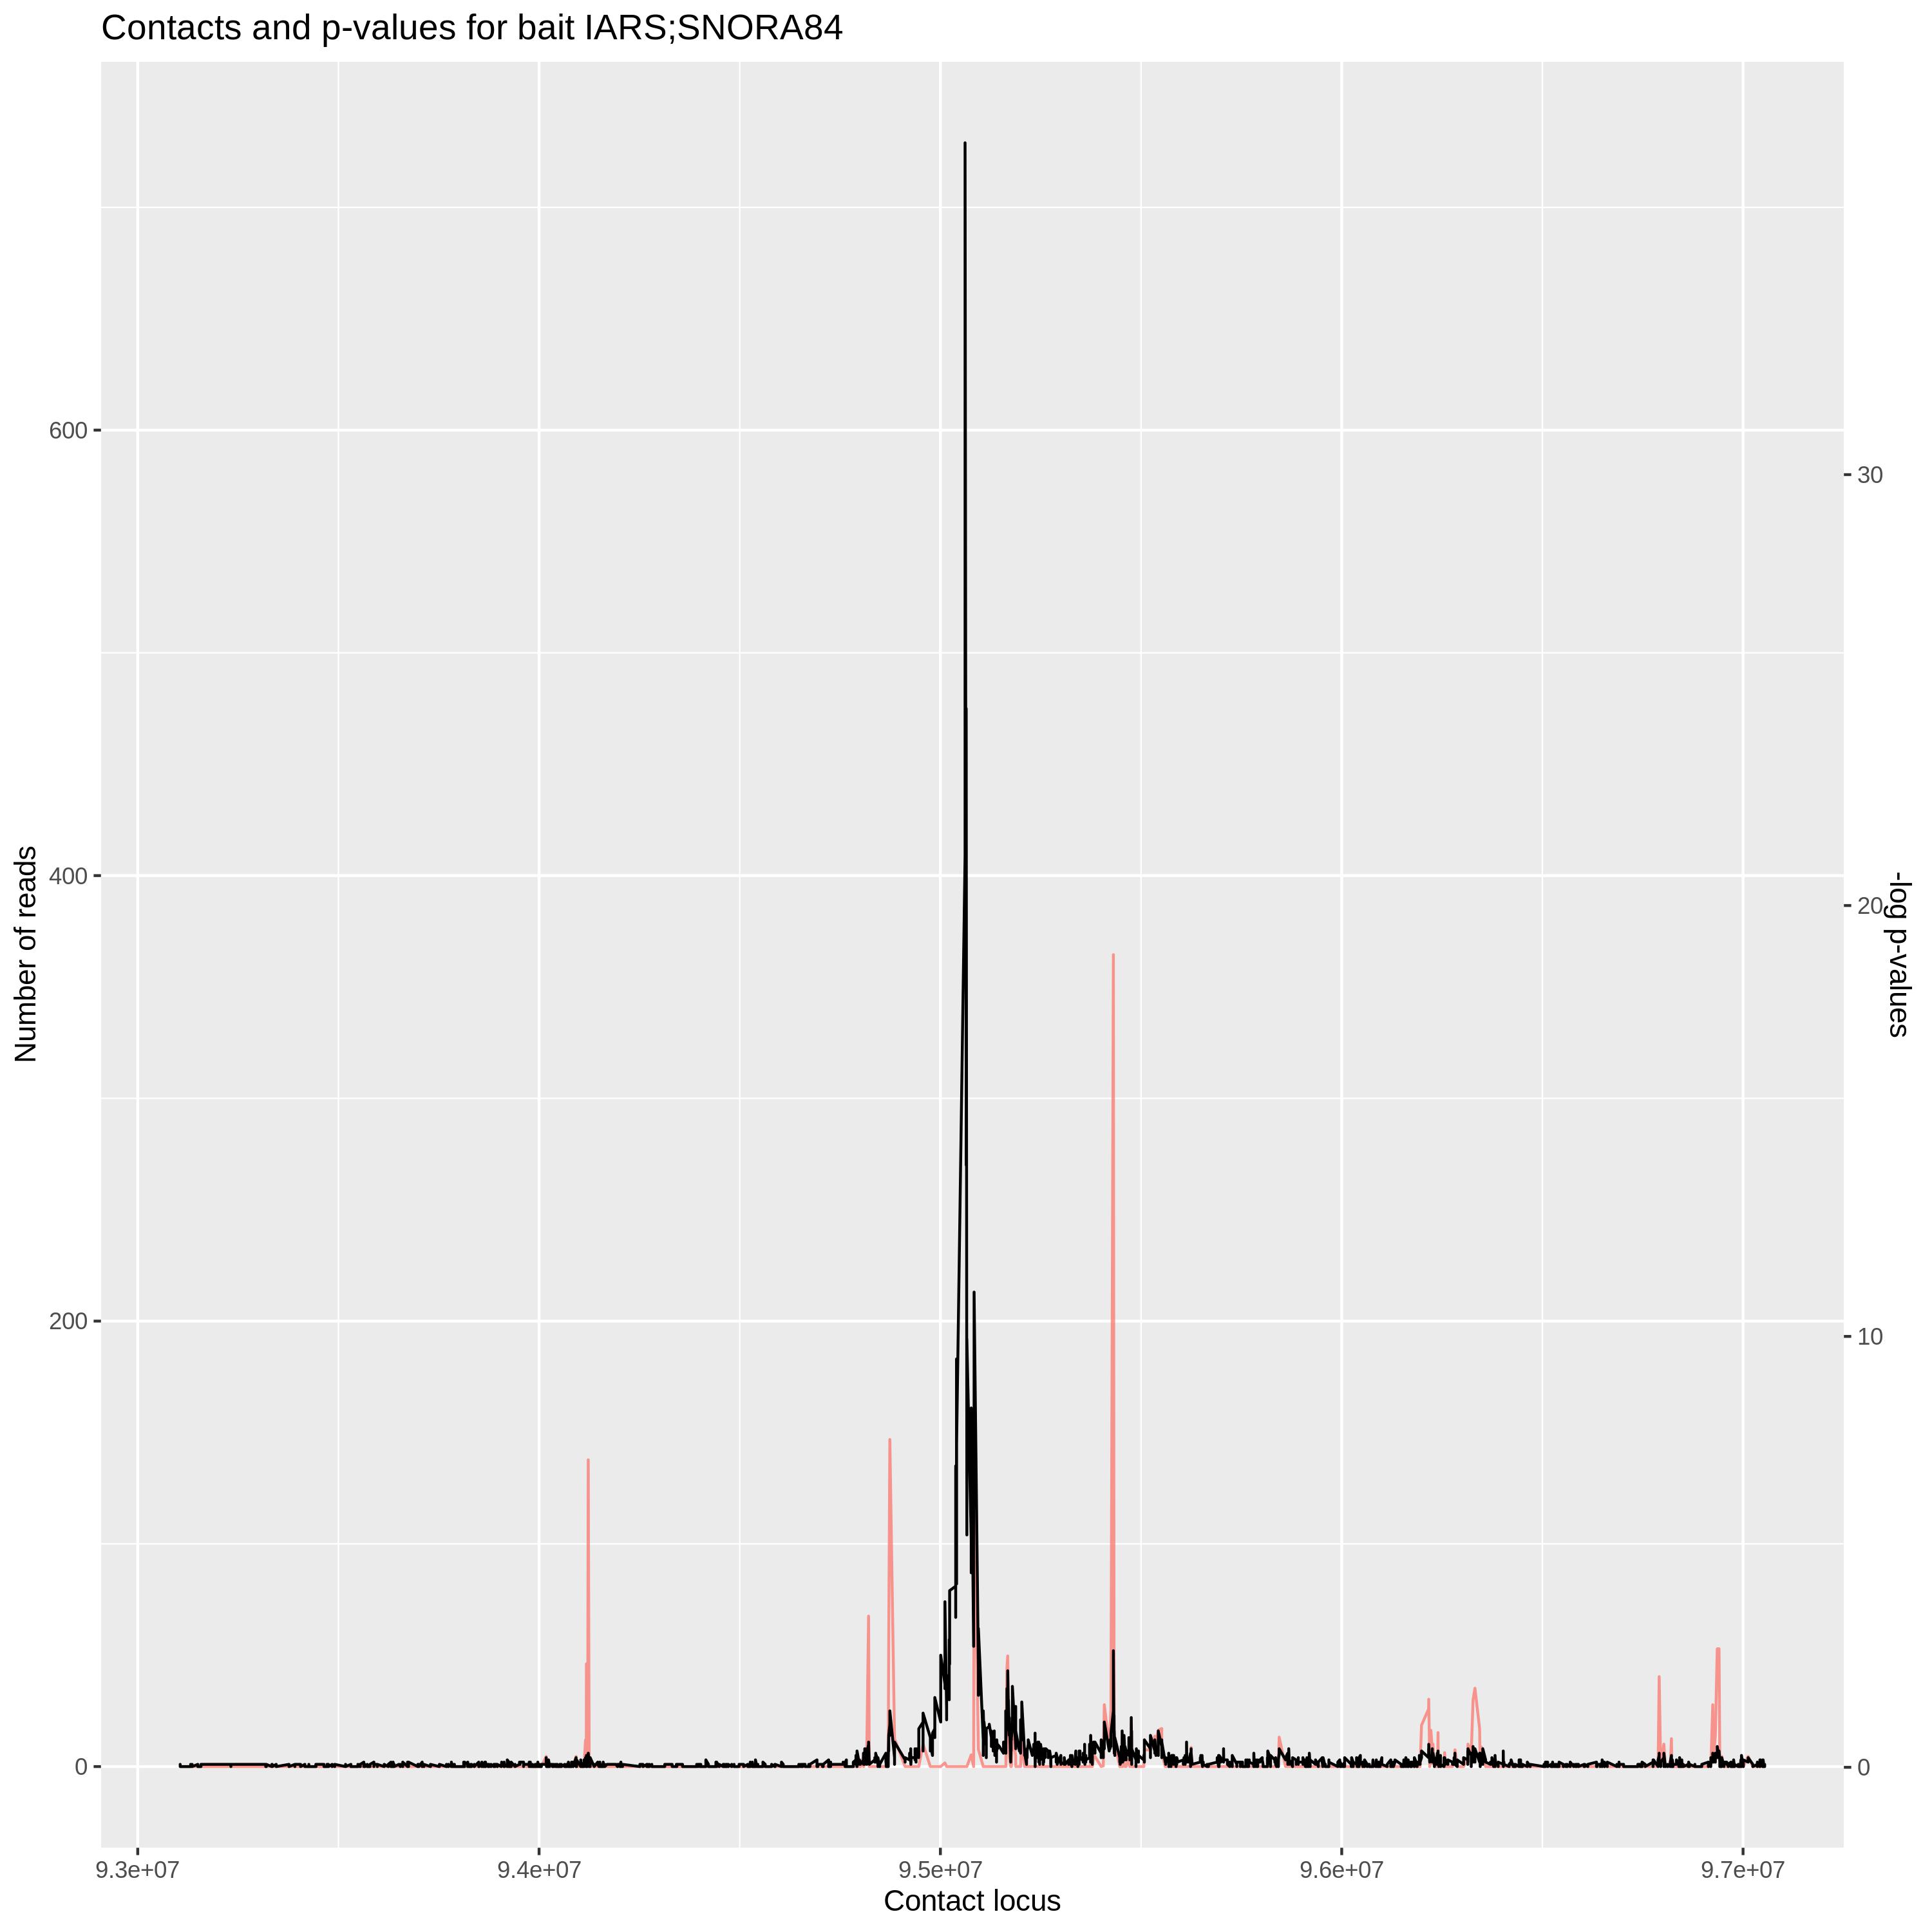 Contacts and p-values for bait IARS;SNORA84
600
400
200
0
Number of reads
30
20
10
0
-log p-values
9.3e+07 9.4e+07 9.5e+07 9.6e+07 9.7e+07
Contact locus